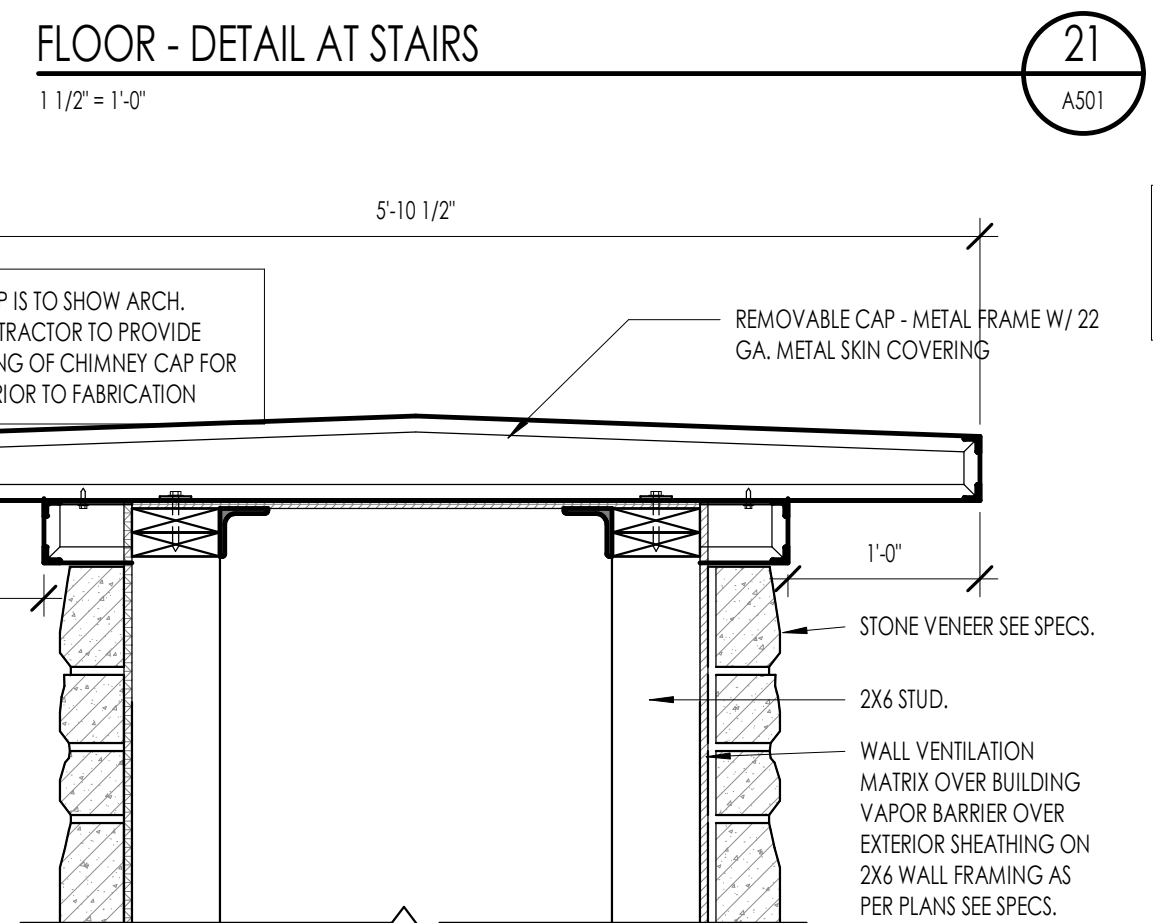 FLOOR - DETAIL AT STAIRS
21
1 1/2" = 1'-0"
A501
5'-10 1/2"
IS TO SHOW ARCH.
TO PROVIDE
OF CHIMNEY CAP FOR
TO FABRICATION
REMOVABLE CAP - METAL FRAME W/ 22
GA. METAL SKIN COVERING
1'-0"
STONE VENEER SEE SPECS.
2X6 STUD.
WALL VENTILATION
MATRIX OVER BUILDING
VAPOR BARRIER OVER
EXTERIOR SHEATHING ON
2X6 WALL FRAMING AS
PER PLANS SEE SPECS.